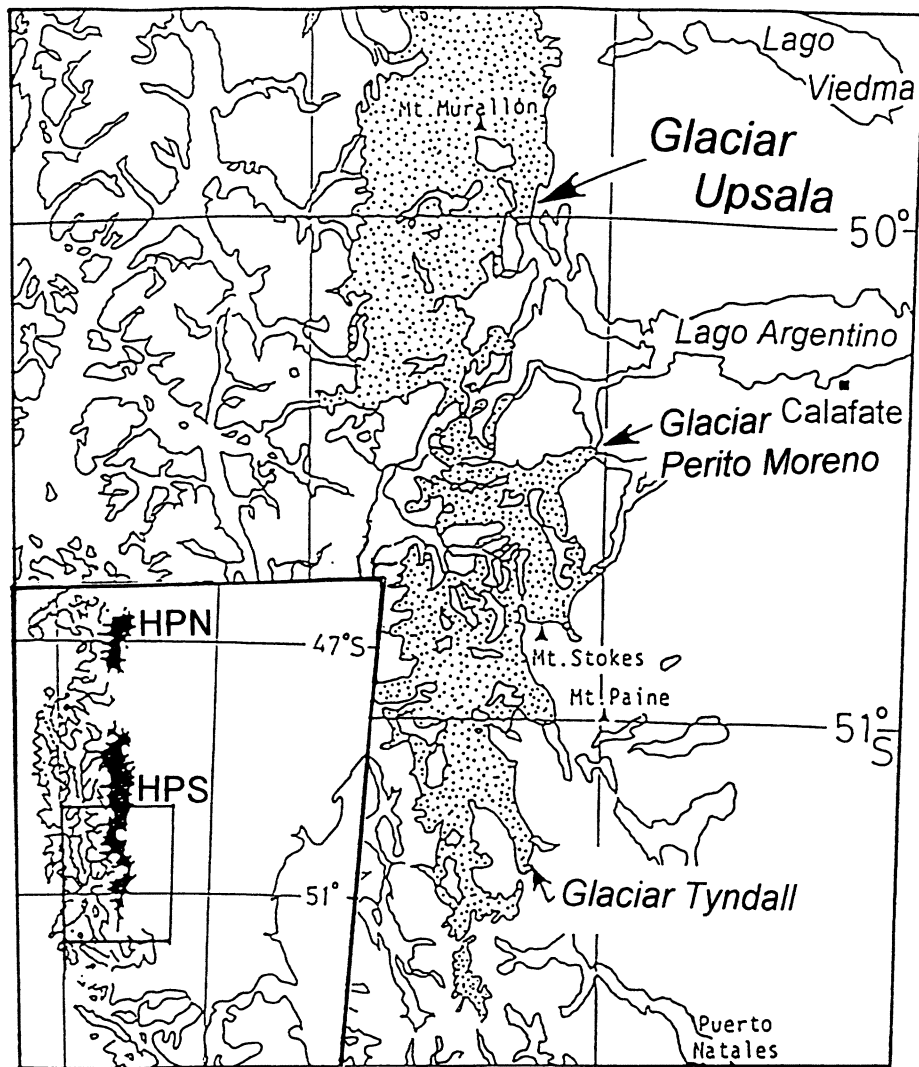 Lago
Viedma
Mt Murallón
Glaciar
Upsala
50°
Lago Argentino
Calafate
Glaciar
Perito Moreno
HPN
47°S
Mt.Stokes
Mt.Paine
51°
S
HPS
51°
Glaciar Tyndall
Puerto
Natales